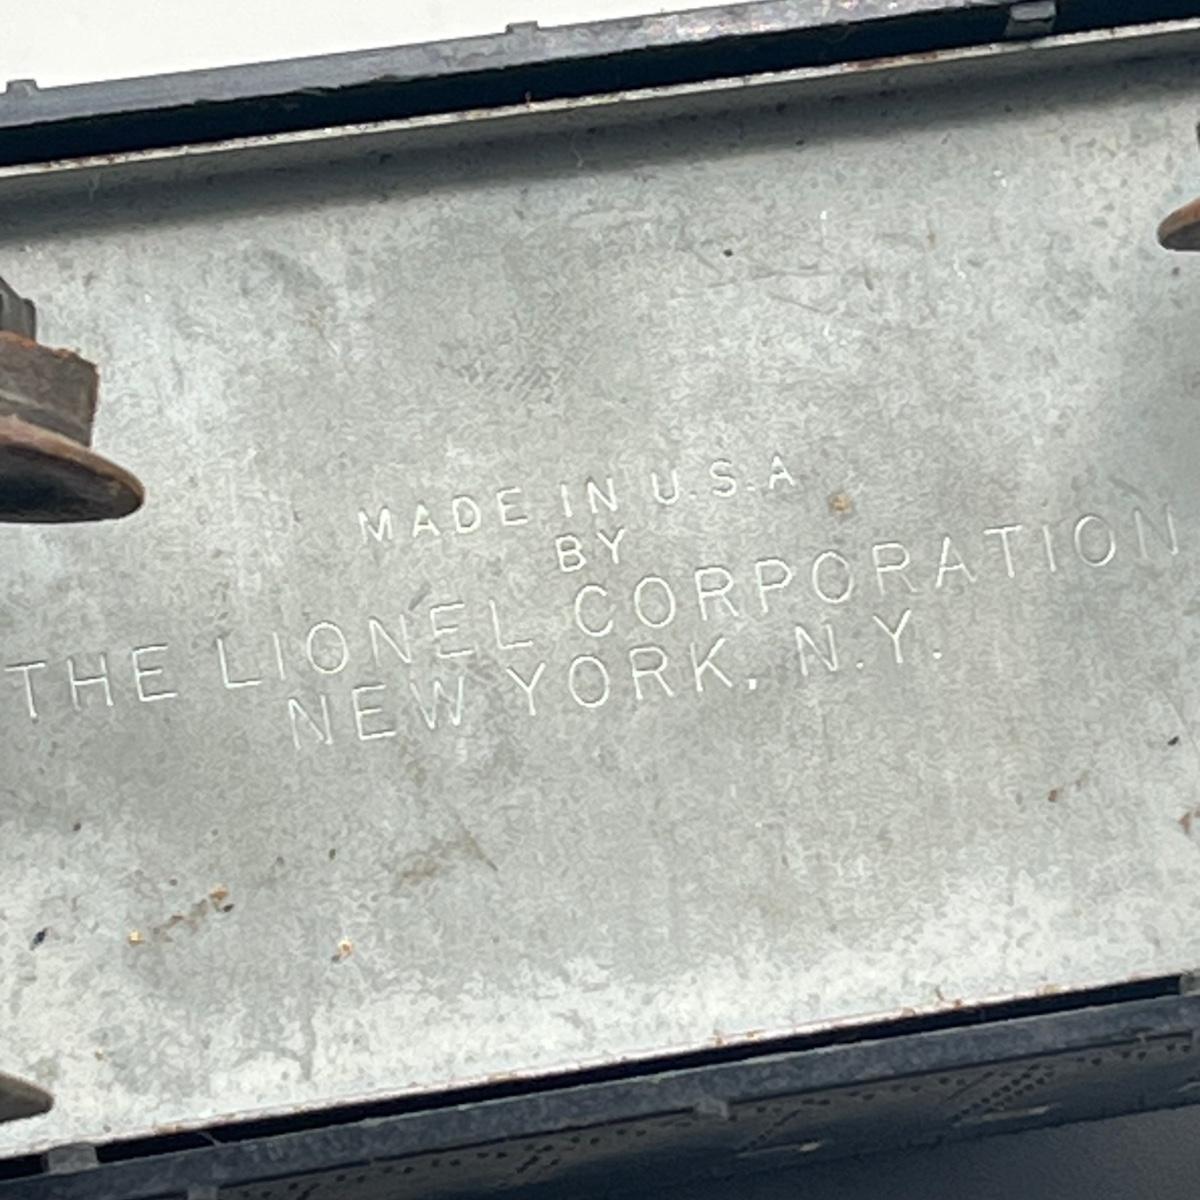 MADE IN U.S.A
BY
THE LIONEL CORPORATION
NEW YORK, N.Y.